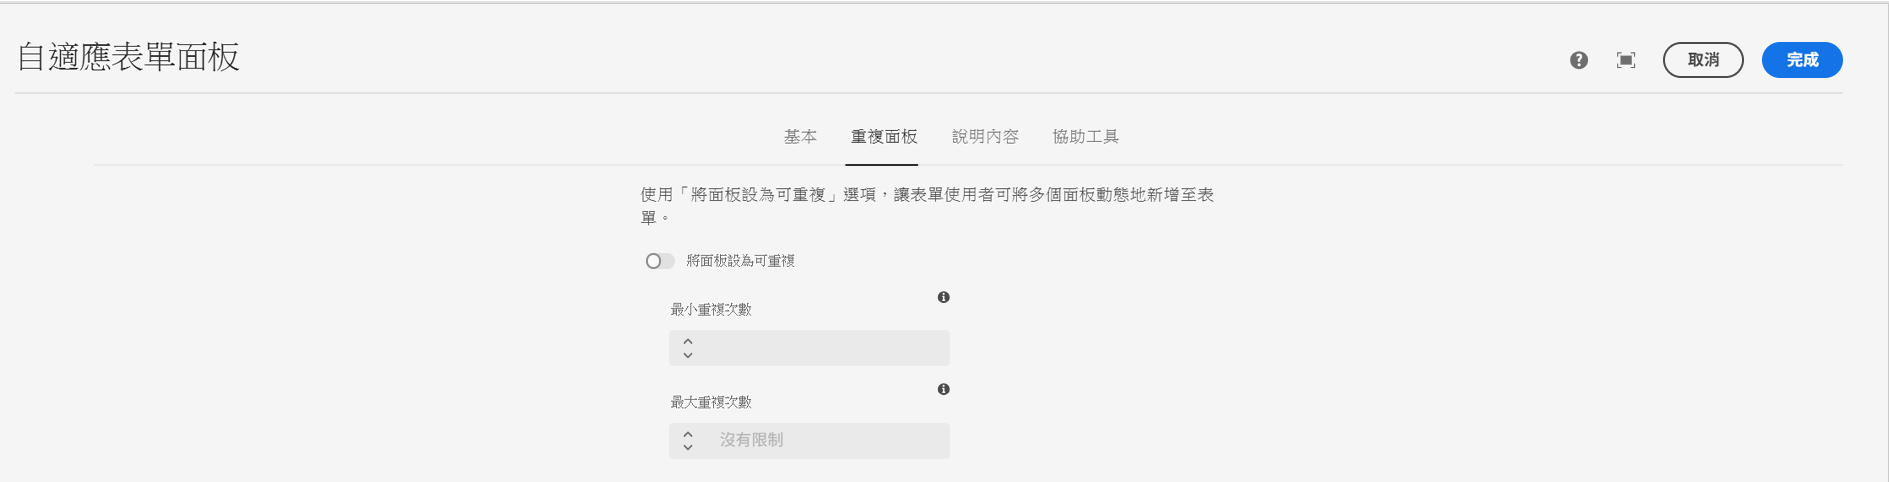 自適應表單面板
取消
完成
基本
重複面板
說明內容
協助工具
使用「將面板設為可重複」選項，讓表單使用者可將多個面板動態地新增至表
單。
將面板設為可重複
最小重複次數
最大重複次數
沒有限制